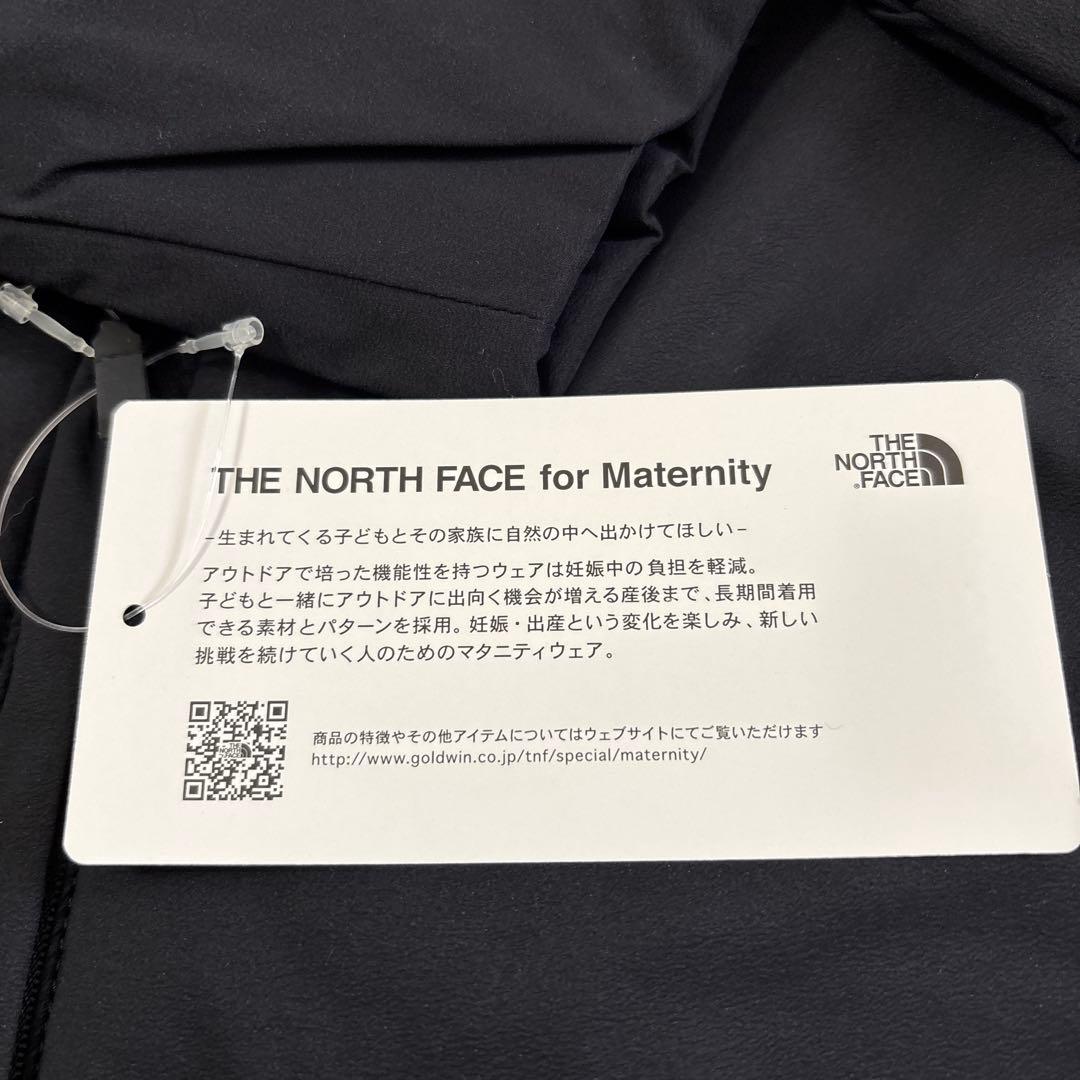 THE NORTH FACE for Maternity
THE
NORTH
FACE
−生まれてくる子どもとその家族に自然の中へ出かけてほしい−
アウトドアで培った機能性を持つウェアは妊娠中の負担を軽減。
子どもと一緒にアウトドアに出向く機会が増える産後まで、長期間着用
できる素材とパターンを採用。妊娠・出産という変化を楽しみ、新しい
挑戦を続けていく人のためのマタニティウェア。
THE
NORTH
FACE
商品の特徴やその他アイテムについてはウェブサイトにてご覧いただけます
http://www.goldwin.co.jp/tnf/special/maternity/